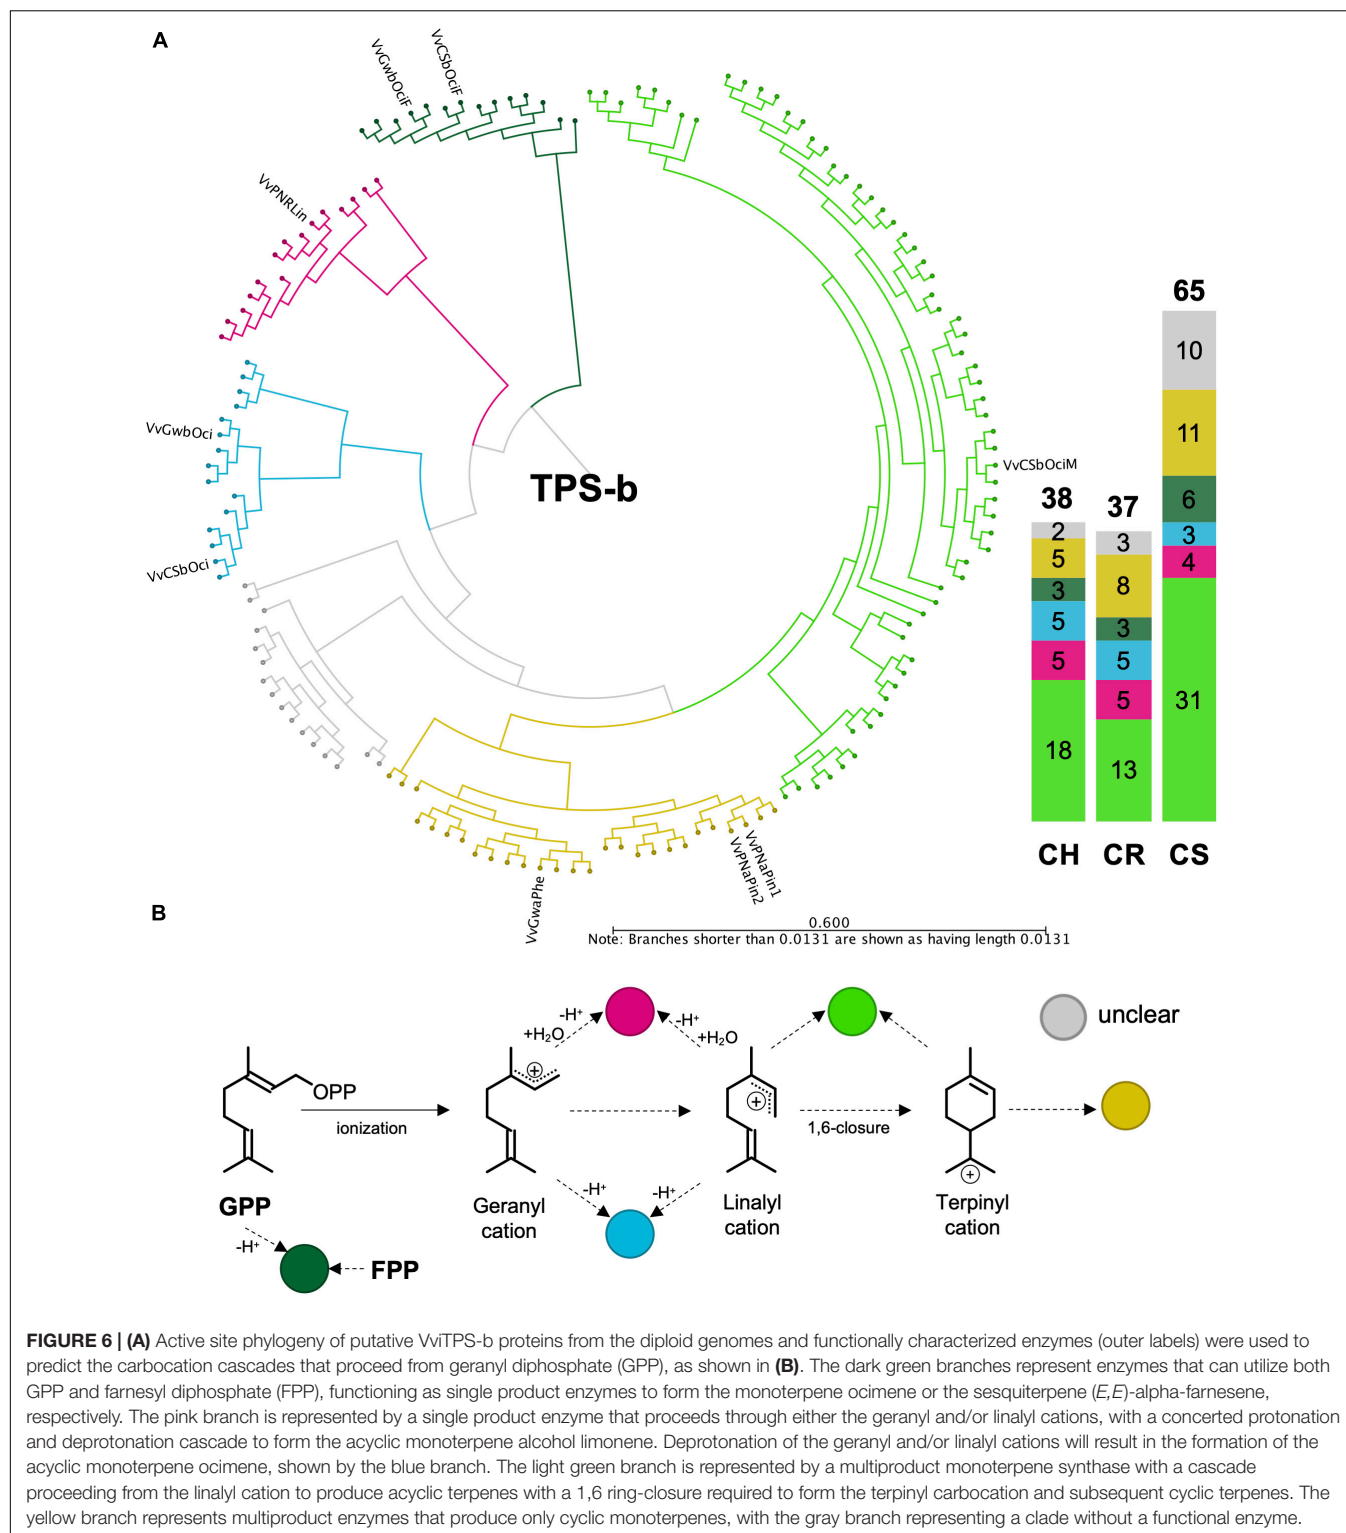 A
VvGwbOciF
VvCSbOciF
VvPNRLin
VvGwbOci
VvCSbOci
TPS-b
VvCSbOciM
VvGwaPhe
VvPNaPin2
VvPNaPin1
38
2
5
3
5
5
18
CH
37
3
8
3
5
5
13
CR
65
10
11
6
3
4
31
CS
0.600
Note: Branches shorter than 0.0131 are shown as having length 0.0131
B
unclear
-H+
+H2O
-H+
+H2O
OPP
ionization
1,6-closure
GPP
Geranyl
cation
Linalyl
cation
Terpinyl
cation
-H+
-H+
-H+
FPP
FIGURE 6 | (A) Active site phylogeny of putative VviTPS-b proteins from the diploid genomes and functionally characterized enzymes (outer labels) were used to
predict the carbocation cascades that proceed from geranyl diphosphate (GPP), as shown in (B). The dark green branches represent enzymes that can utilize both
GPP and farnesyl diphosphate (FPP), functioning as single product enzymes to form the monoterpene ocimene or the sesquiterpene (E,E)-alpha-farnesene,
respectively. The pink branch is represented by a single product enzyme that proceeds through either the geranyl and/or linalyl cations, with a concerted protonation
and deprotonation cascade to form the acyclic monoterpene alcohol limonene. Deprotonation of the geranyl and/or linalyl cations will result in the formation of the
acyclic monoterpene ocimene, shown by the blue branch. The light green branch is represented by a multiproduct monoterpene synthase with a cascade
proceeding from the linalyl cation to produce acyclic terpenes with a 1,6 ring-closure required to form the terpinyl carbocation and subsequent cyclic terpenes. The
yellow branch represents multiproduct enzymes that produce only cyclic monoterpenes, with the gray branch representing a clade without a functional enzyme.